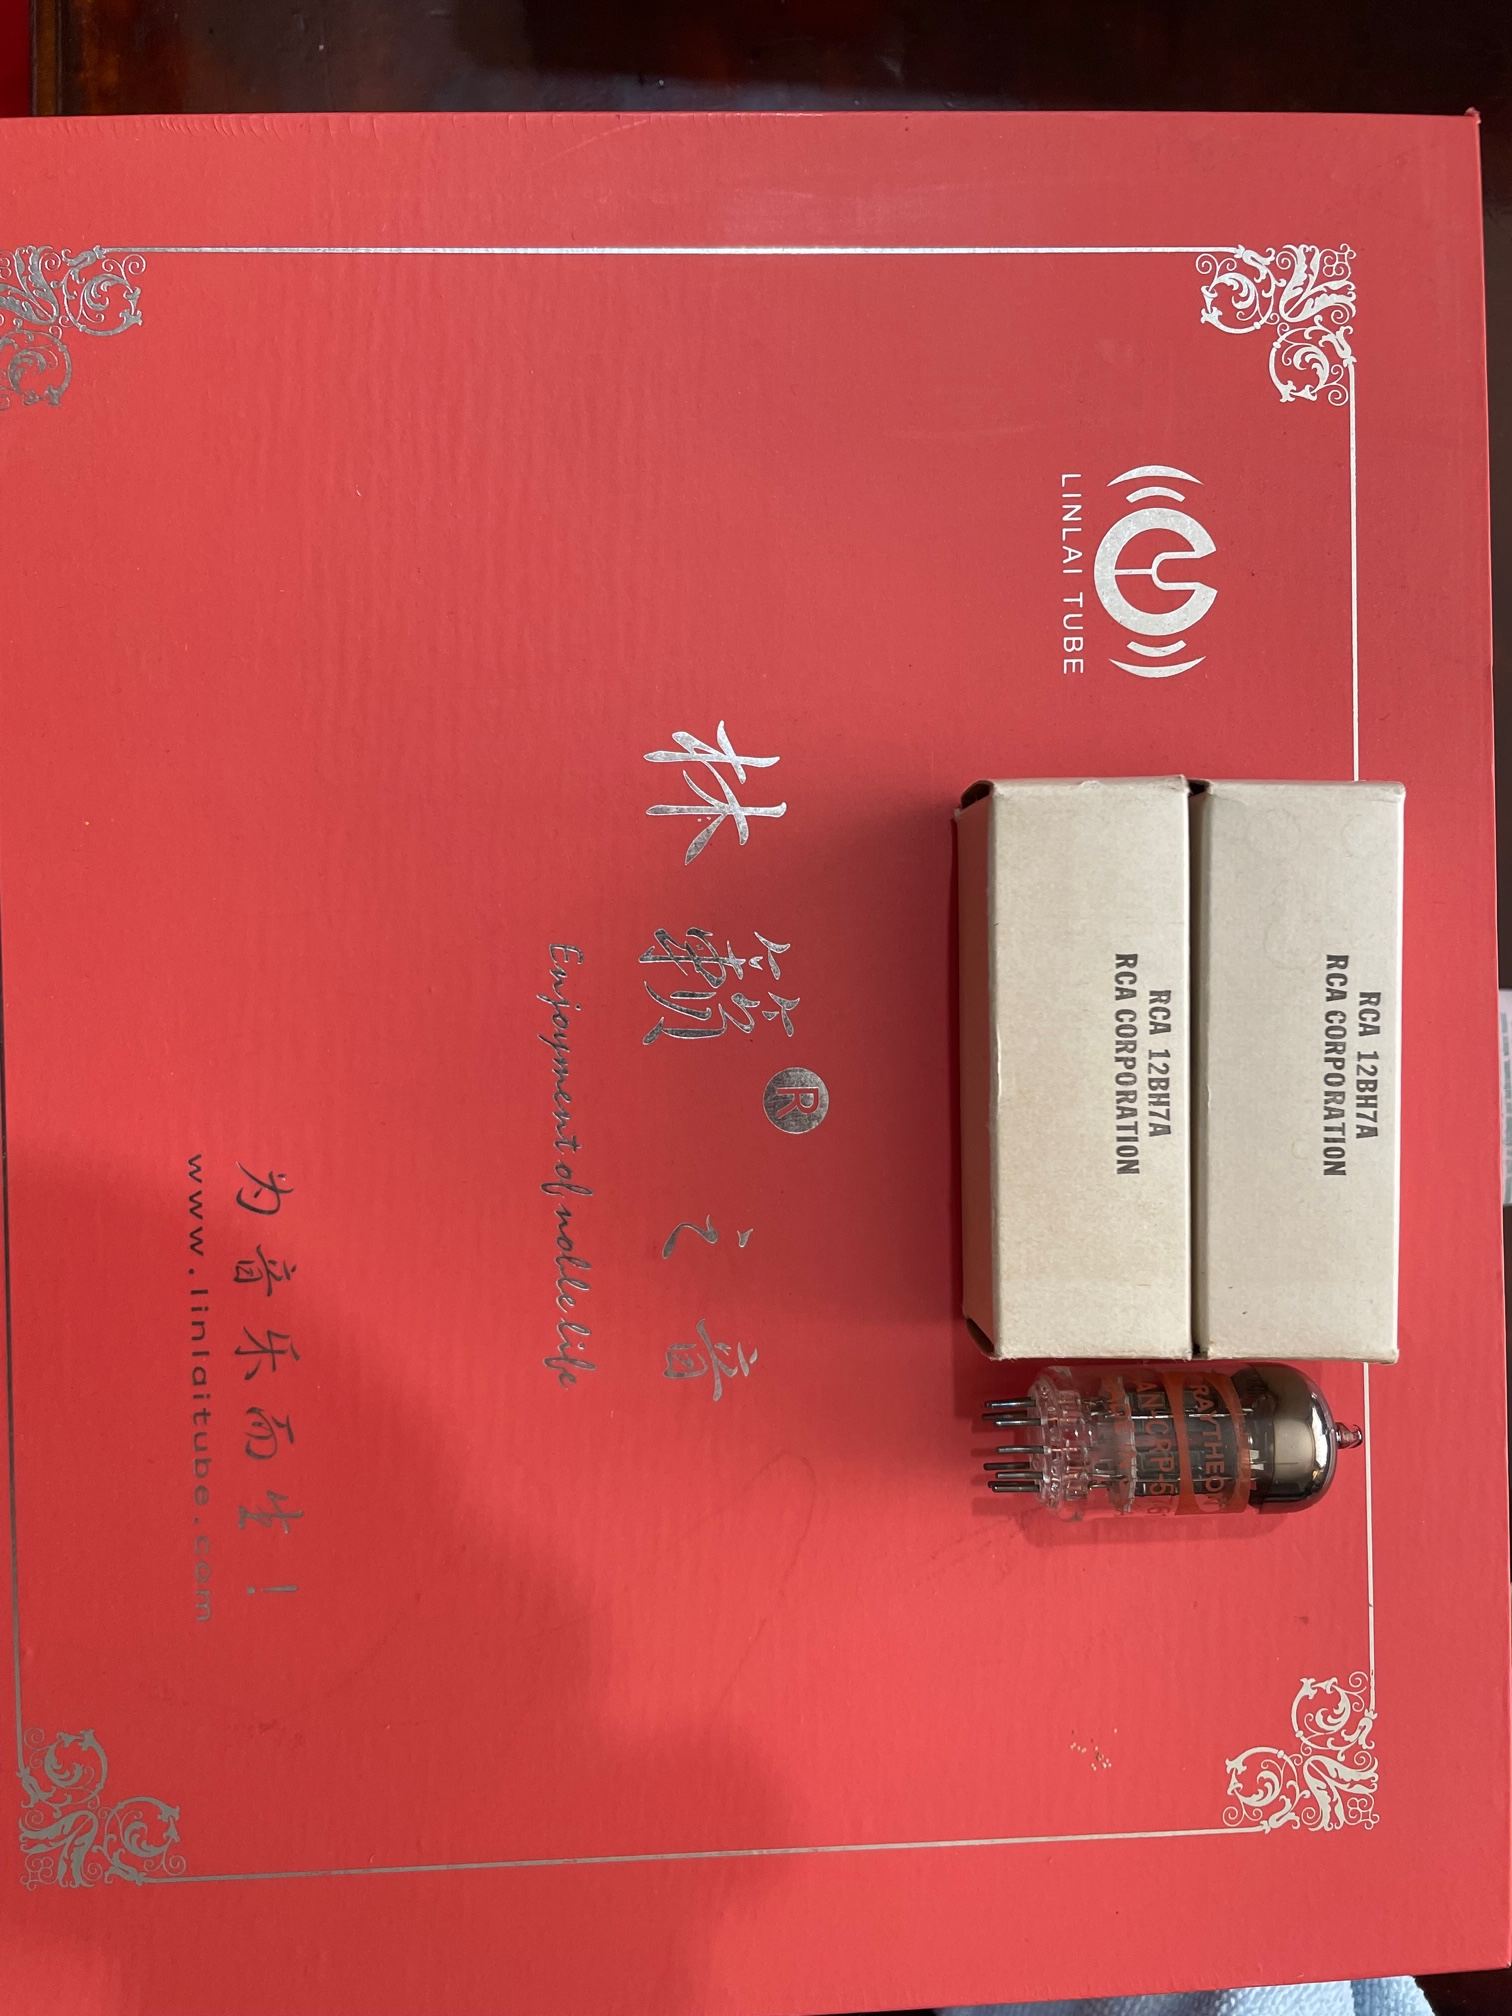 LINLAI TUBE
林籟®之音
Enjoyment of noble life
为音乐而生!
www.linlaitube.com
RCA 12BH7A
RCA CORPORATION
RCA 12BH7A
RCA CORPORATION
RAYTHEON